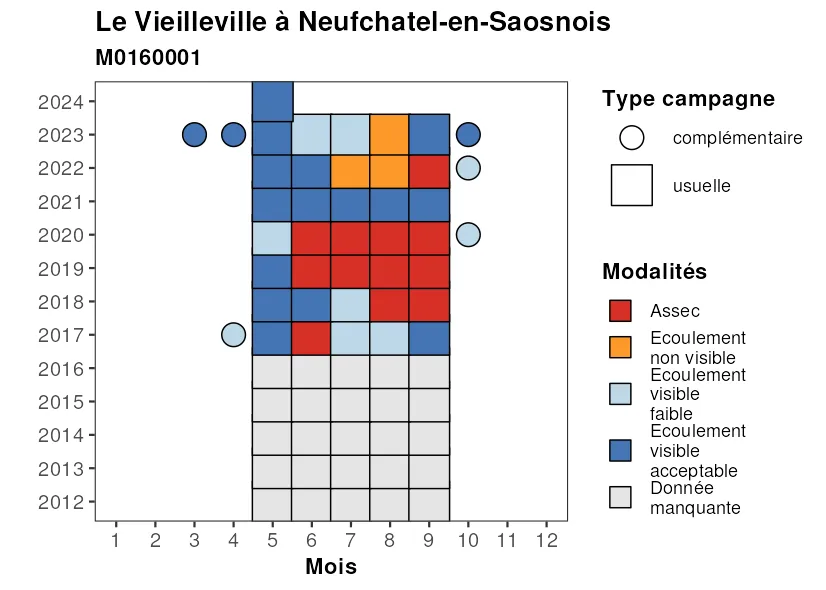 Le Vieilleville à Neufchatel-en-Saosnois
M0160001
2024
2023
2022
2021
2020
2019
2018
2017
2016
2015
2014
2013
2012
1 2 3 4 5 6 7 8 9 10 11 12
Mois
Type campagne
complémentaire
usuelle
Modalités
Assec
Ecoulement
non visible
Ecoulement
visible
faible
Ecoulement
visible
acceptable
Donnée
manquante